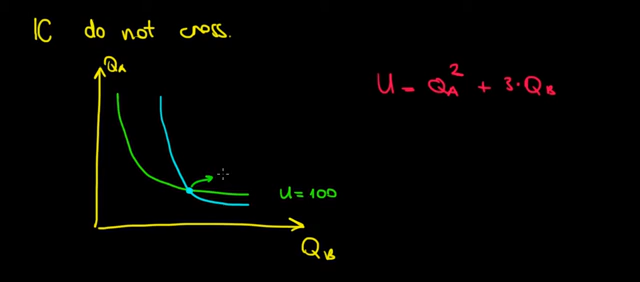 IC do not cross.
QA
U = QA² + 3·QB
U = 100
QB